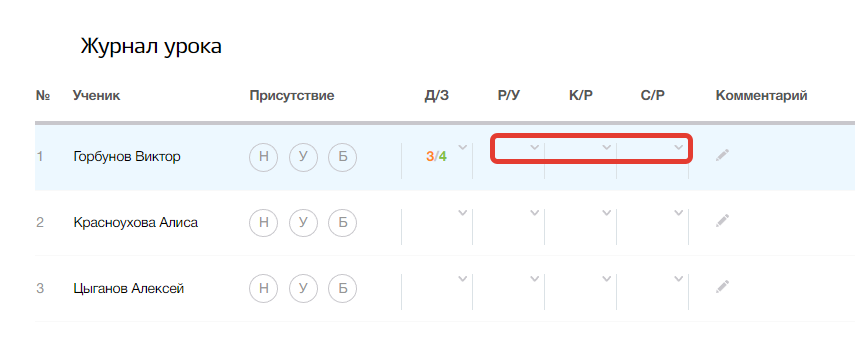 Журнал урока
№ Ученик Присутствие Д/З Р/У К/Р С/Р Комментарий
1 Горбунов Виктор Н У Б 3/4
2 Красноухова Алиса Н У Б
3 Цыганов Алексей Н У Б